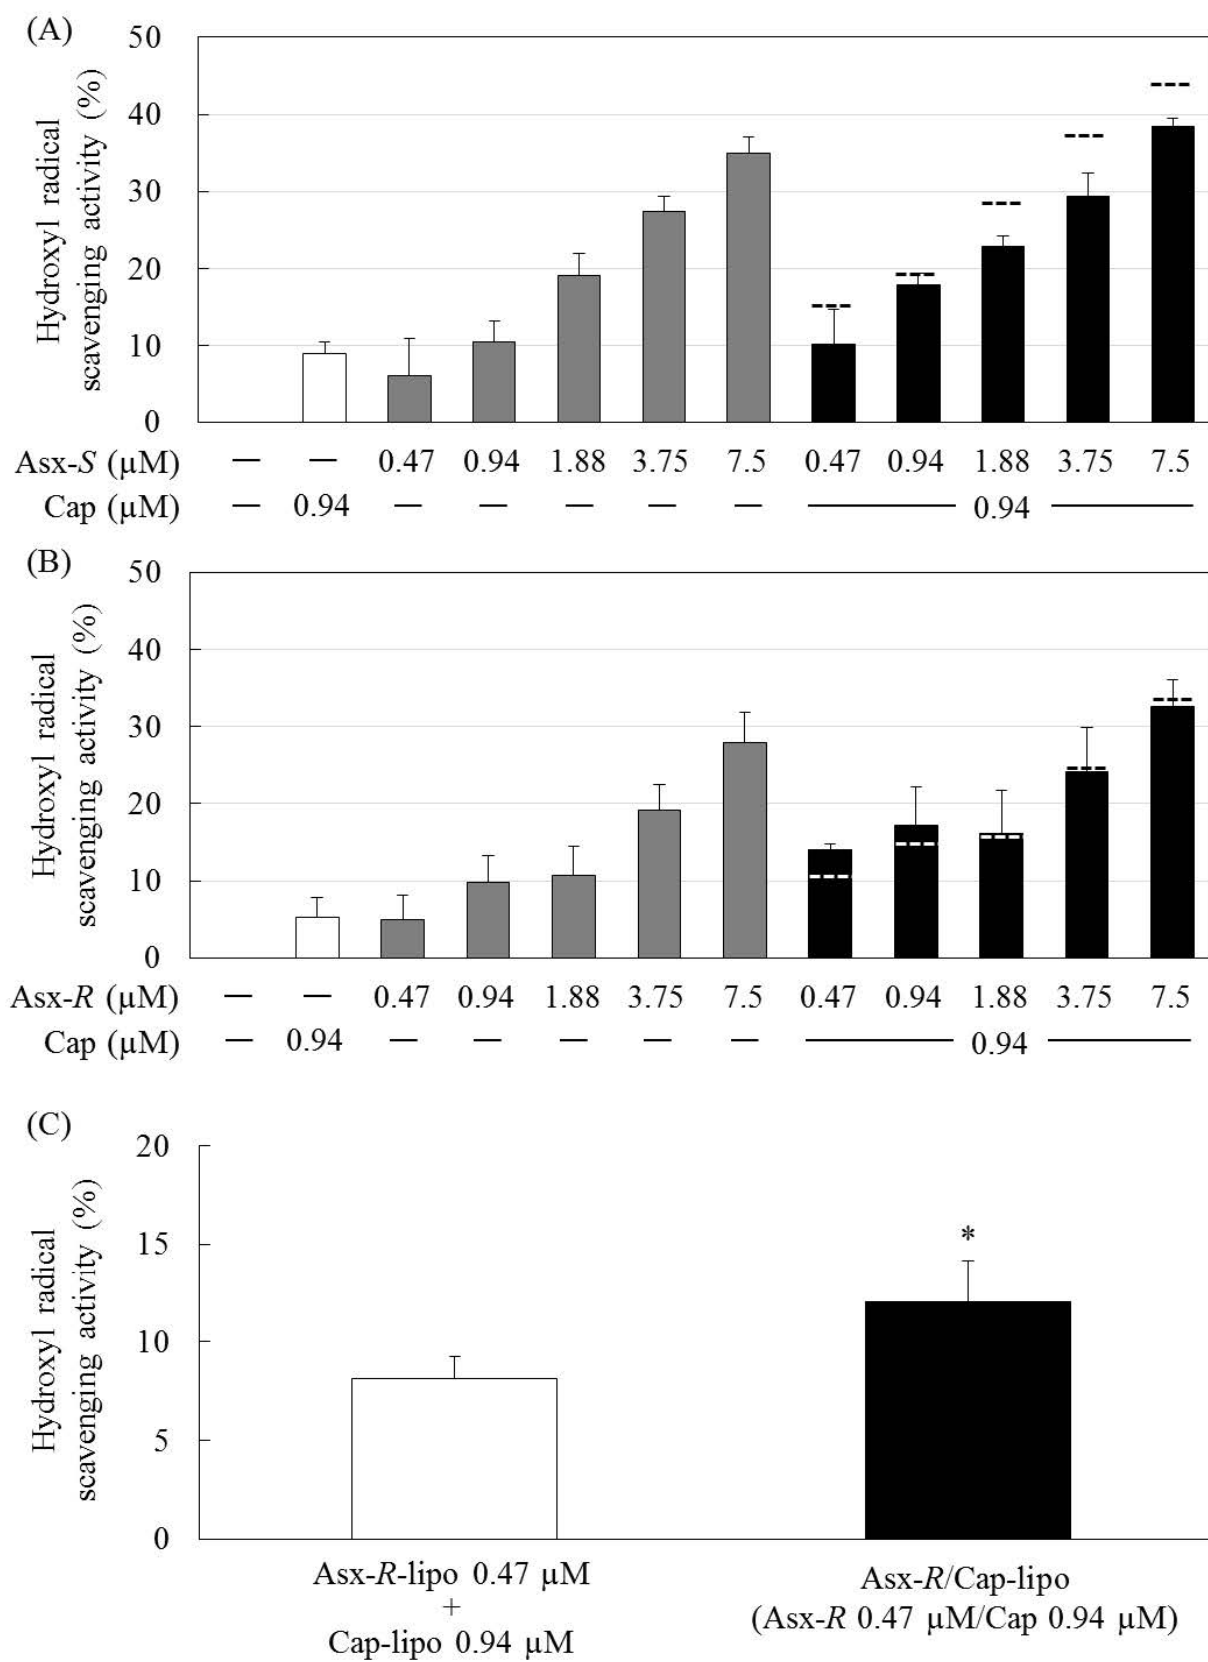 (A)
Hydroxyl radical
scavenging activity (%)
50
40
30
20
10
0
Asx-S (µM) — — 0.47 0.94 1.88 3.75 7.5 0.47 0.94 1.88 3.75 7.5
Cap (µM) — 0.94 — — — — — 0.94
(B)
Hydroxyl radical
scavenging activity (%)
50
40
30
20
10
0
Asx-R (µM) — — 0.47 0.94 1.88 3.75 7.5 0.47 0.94 1.88 3.75 7.5
Cap (µM) — 0.94 — — — — — 0.94
(C)
Hydroxyl radical
scavenging activity (%)
20
15
10
5
0
*
Asx-R-lipo 0.47 µM
+
Cap-lipo 0.94 µM
Asx-R/Cap-lipo
(Asx-R 0.47 µM/Cap 0.94 µM)